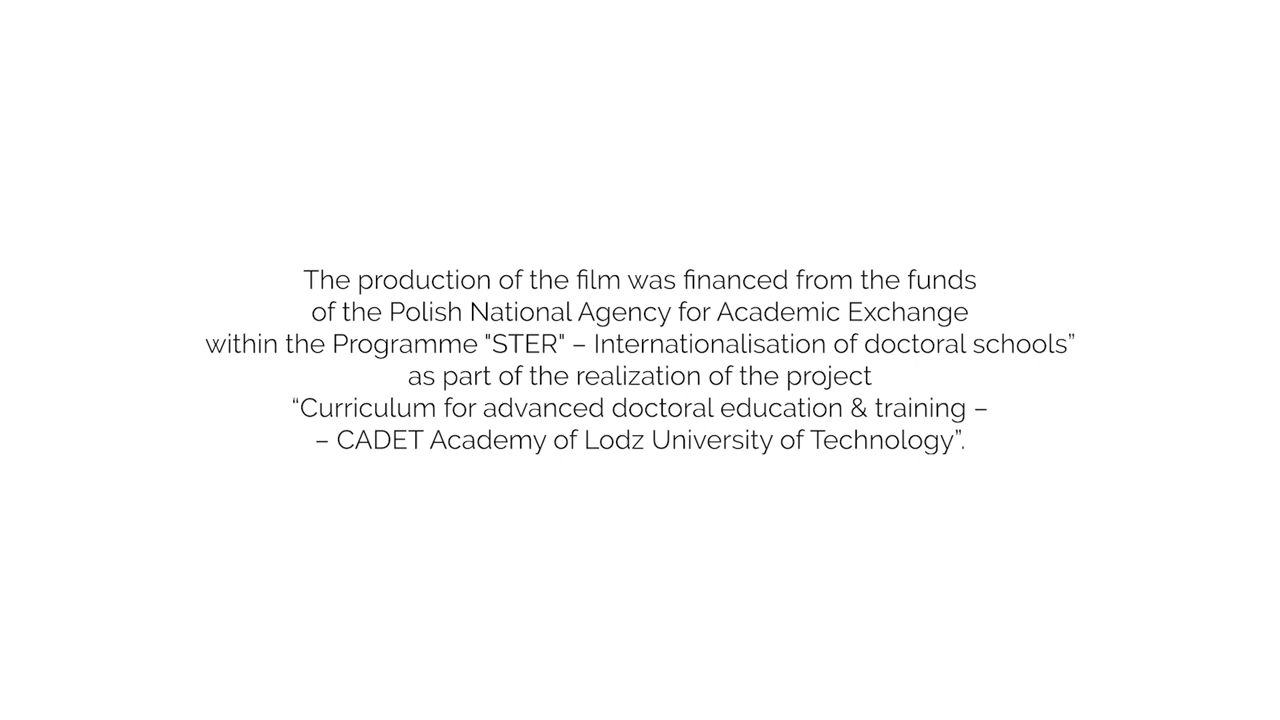 The production of the film was financed from the funds
of the Polish National Agency for Academic Exchange
within the Programme "STER" – Internationalisation of doctoral schools”
as part of the realization of the project
“Curriculum for advanced doctoral education & training –
– CADET Academy of Lodz University of Technology”.